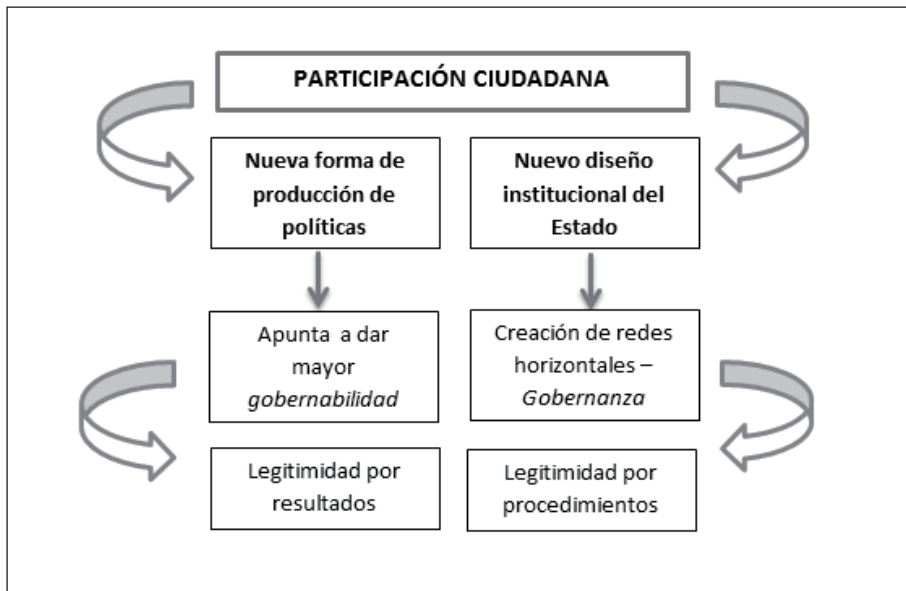 PARTICIPACIÓN CIUDADANA
Nueva forma de
producción de
políticas
Nuevo diseño
institucional del
Estado
Apunta a dar
mayor
gobernabilidad
Creación de redes
horizontales –
Gobernanza
Legitimidad por
resultados
Legitimidad por
procedimientos